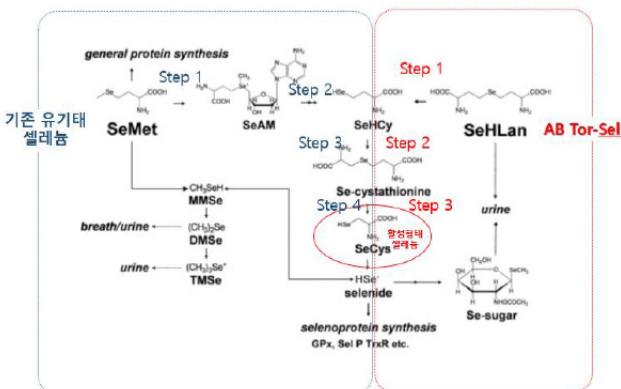 general protein synthesis
Step 1
Step 2
Step 1
기존 유기태
셀레늄
SeMet
SeAM
SeHCy
SeHLan
AB Tor-Sel
Step 3
Step 2
CH₃SeH
MMSe
Se-cystathionine
Step 4
Step 3
urine
breath/urine
(CH₃)₂Se
DMSe
SeCys
활성형태
셀레늄
urine
(CH₃)₃Se⁺
TMSe
HSe⁻
selenide
Se-sugar
selenoprotein synthesis
GPx, Sel P TrxR etc.